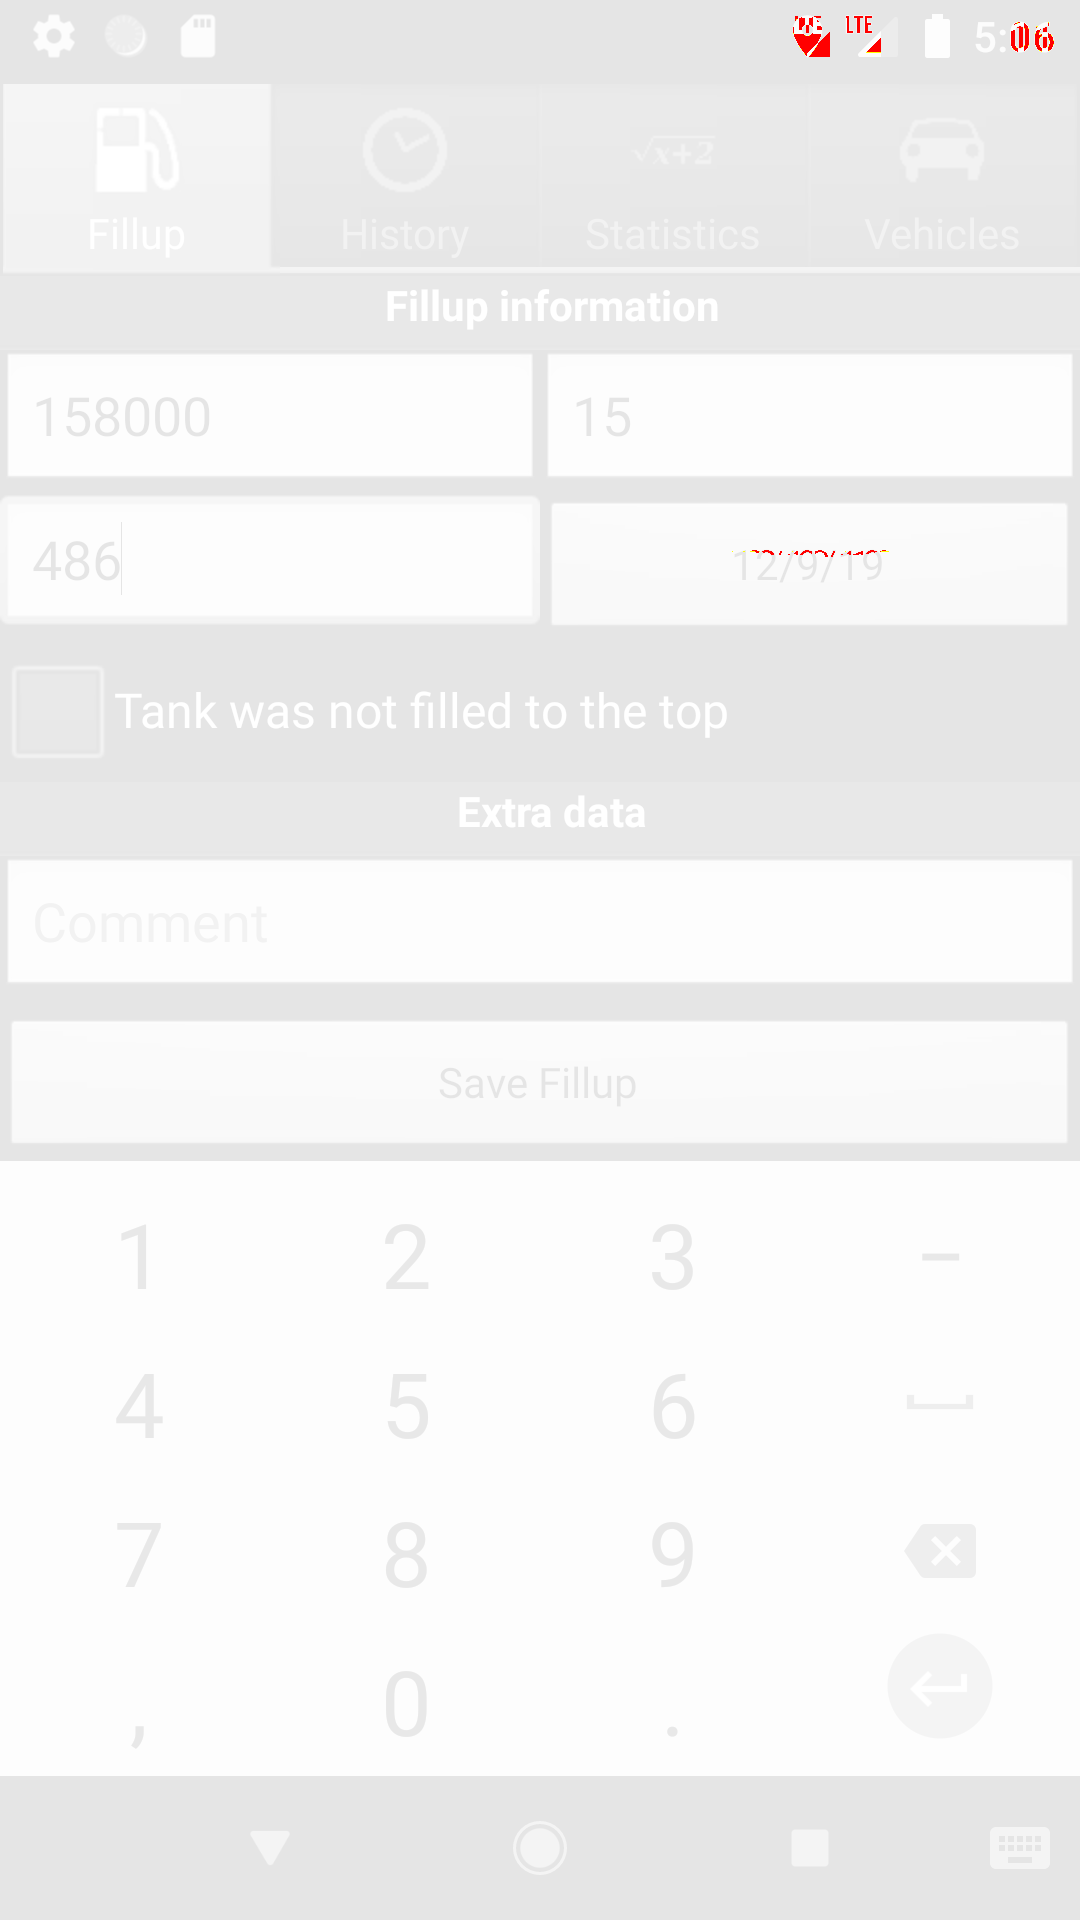 LTE LTE 5:06
Fillup History √x+2 Statistics Vehicles
Fillup information
158000 15
486 12/9/19
Tank was not filled to the top
Extra data
Comment
Save Fillup
1 2 3 –
4 5 6
7 8 9
, 0 .